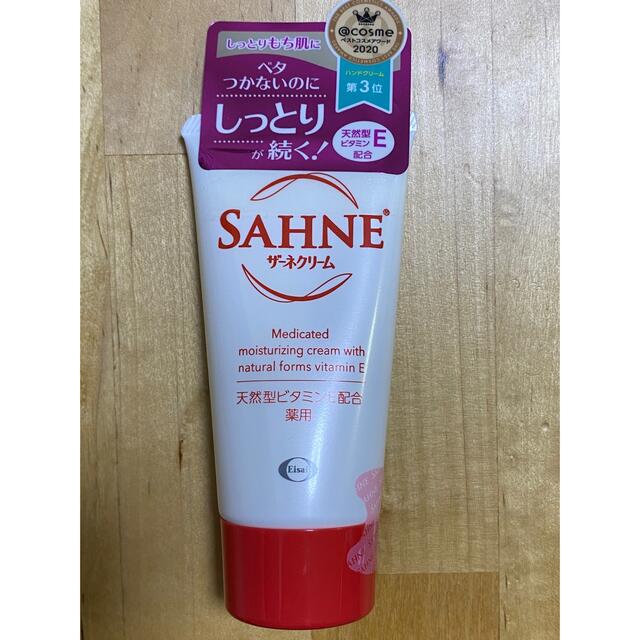 しっとりもち肌に
ベタ
つかないのに
しっとり
が続く!
@cosme
ベストコスメアワード
2020
ハンドクリーム
第3位
天然型
ビタミンE
配合
SAHNE®
ザーネクリーム
Medicated
moisturizing cream with
natural forms vitamin E
天然型ビタミンE配合
薬用
Eisai